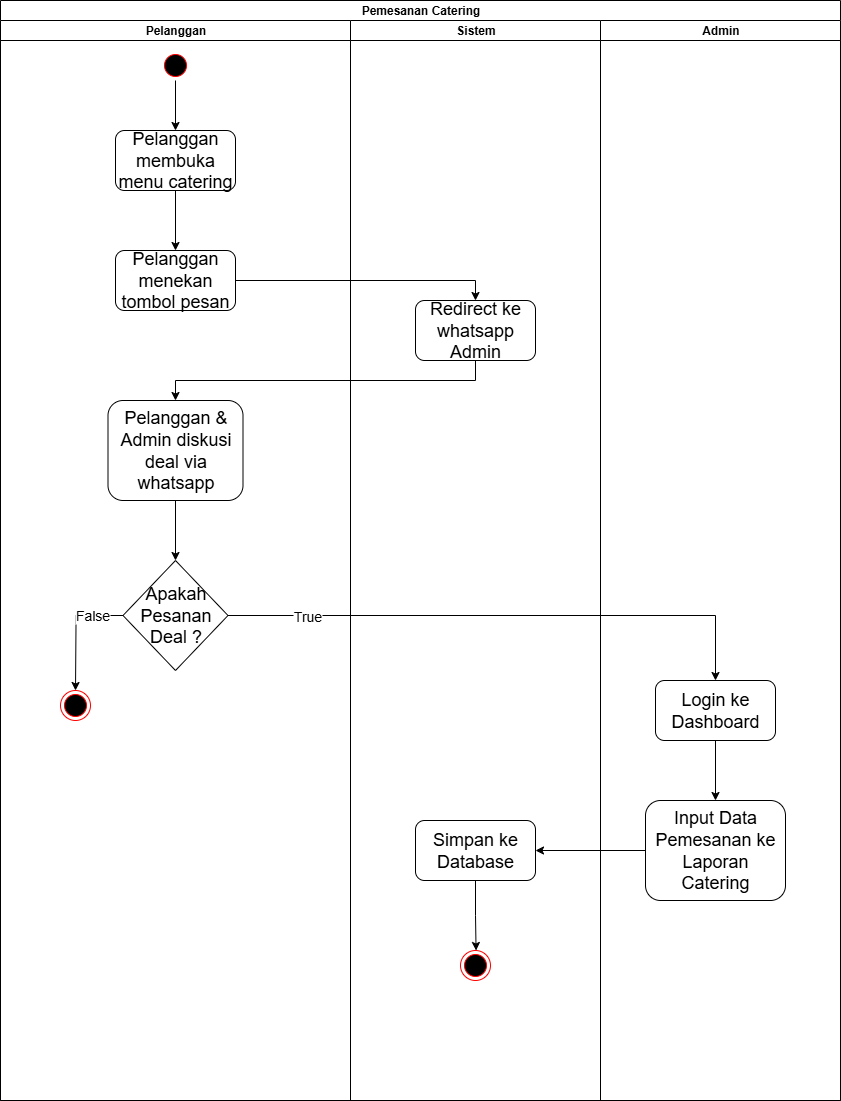 Pemesanan Catering
Pelanggan
Sistem
Admin
Pelanggan
membuka
menu catering
Pelanggan
menekan
tombol pesan
Redirect ke
whatsapp
Admin
Pelanggan &
Admin diskusi
deal via
whatsapp
Apakah
Pesanan
Deal ?
False
True
Login ke
Dashboard
Input Data
Pemesanan ke
Laporan
Catering
Simpan ke
Database